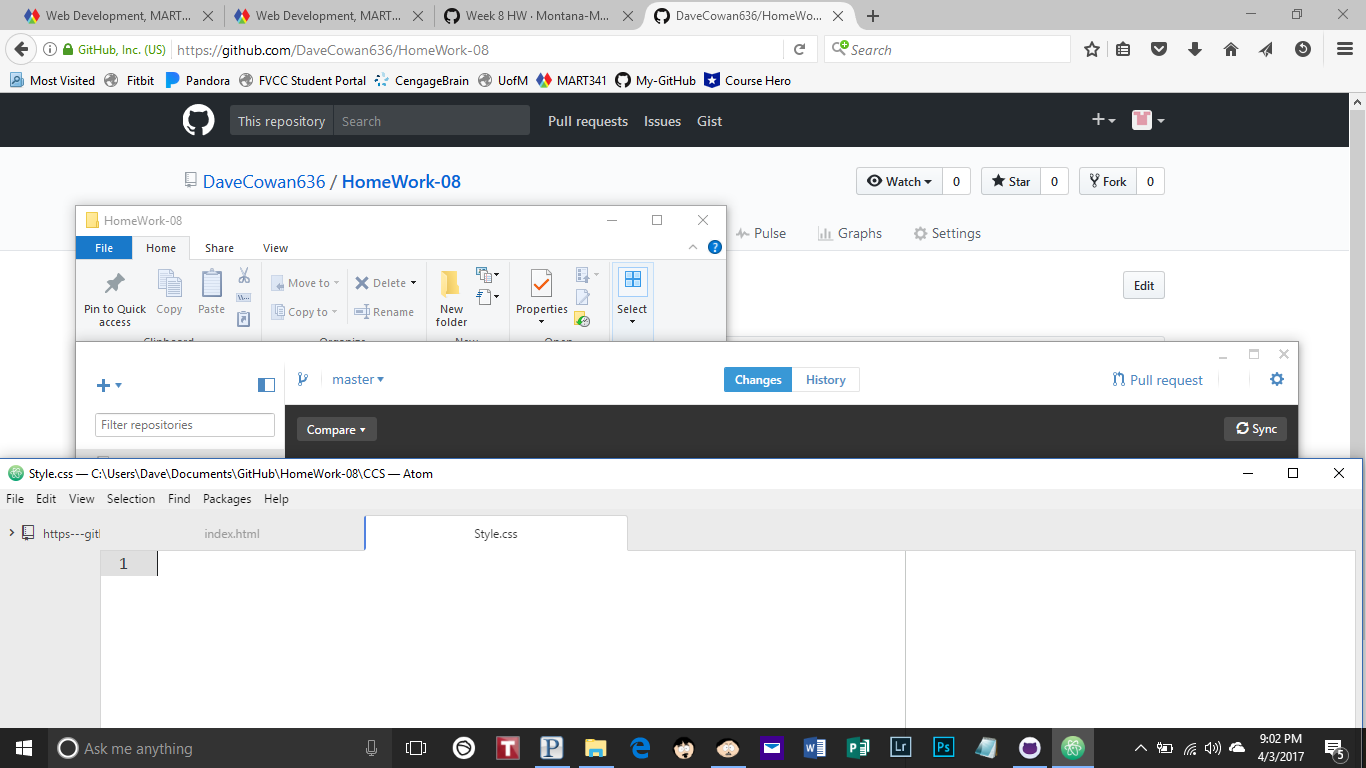 Web Development, MART... Web Development, MART... Week 8 HW · Montana-M... DaveCowan636/HomeWo...
GitHub, Inc. (US) https://github.com/DaveCowan636/HomeWork-08 Search
Most Visited Fitbit Pandora FVCC Student Portal CengageBrain UofM MART341 My-GitHub Course Hero
This repository Search Pull requests Issues Gist
DaveCowan636 / HomeWork-08 Watch 0 Star 0 Fork 0
HomeWork-08
Pulse Graphs Settings
File Home Share View
Edit
Pin to Quick access Copy Paste Move to Copy to Delete Rename New folder Properties Select
Clipboard Organize New Open
master Changes History Pull request
Filter repositories
Compare Sync
Style.css — C:\Users\Dave\Documents\GitHub\HomeWork-08\CCS — Atom
File Edit View Selection Find Packages Help
https---gitl index.html Style.css
1
Ask me anything 9:02 PM
4/3/2017 5